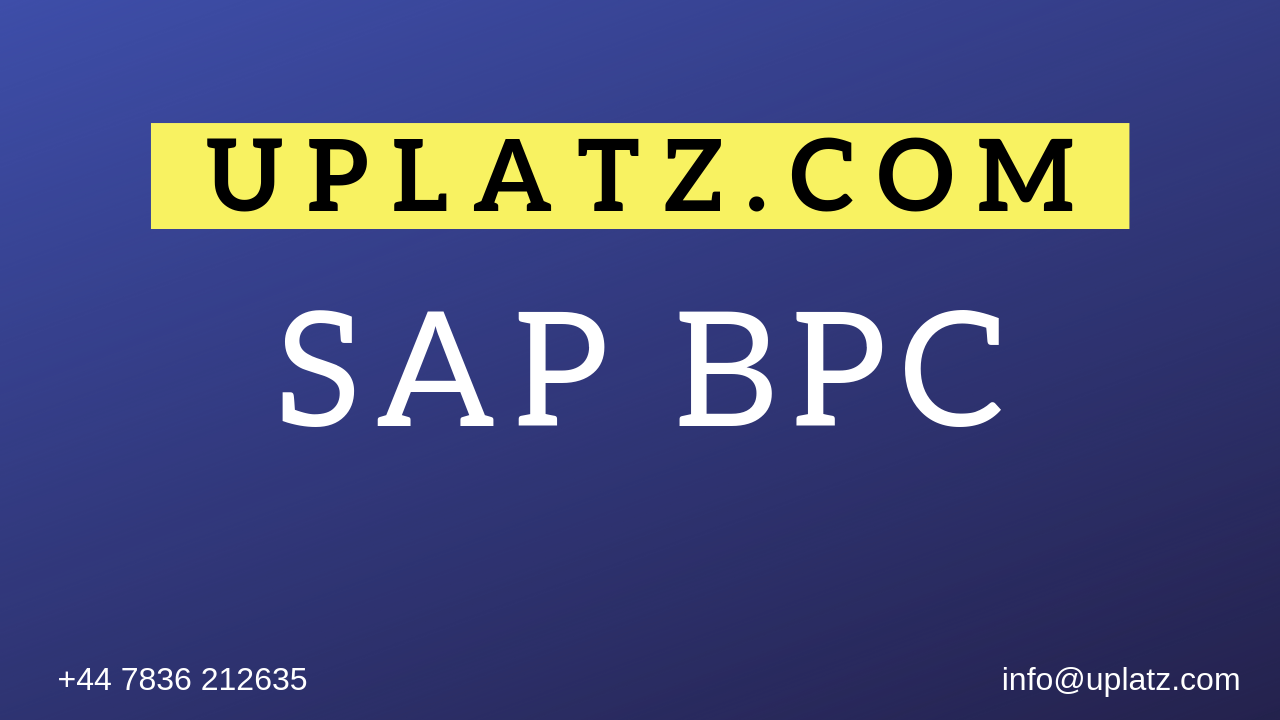 UPLATZ.COM
SAP BPC
+44 7836 212635
info@uplatz.com